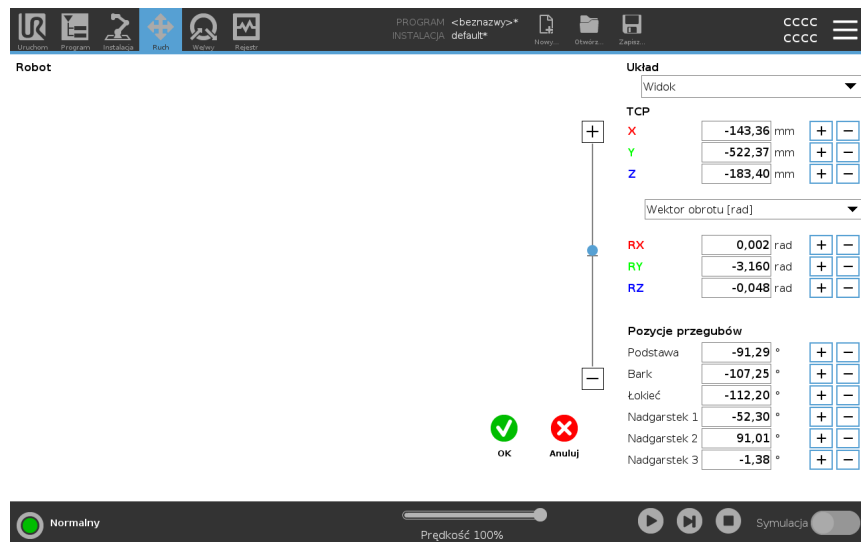 PROGRAM <beznazwy>*
INSTALACJA default*
CCCC
CCCC
Uruchom Program Instalacja Ruch We/wy Rejestr Nowy... Otwórz... Zapisz...
Robot
Układ
Widok
TCP
X -143,36 mm + −
Y -522,37 mm + −
Z -183,40 mm + −
Wektor obrotu [rad]
RX 0,002 rad + −
RY -3,160 rad + −
RZ -0,048 rad + −
Pozycje przegubów
Podstawa -91,29 ° + −
Bark -107,25 ° + −
Łokieć -112,20 ° + −
Nadgarstek 1 -52,30 ° + −
Nadgarstek 2 91,01 ° + −
Nadgarstek 3 -1,38 ° + −
OK Anuluj
Normalny
Prędkość 100%
Symulacja